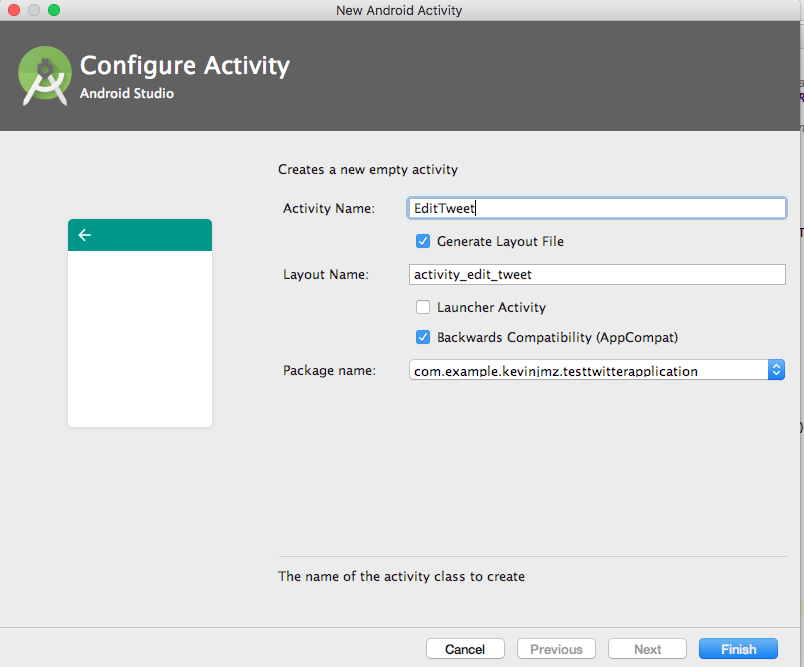 New Android Activity
Configure Activity
Android Studio
Creates a new empty activity
Activity Name: EditTweet
Generate Layout File
Layout Name: activity_edit_tweet
Launcher Activity
Backwards Compatibility (AppCompat)
Package name: com.example.kevinjmz.testtwitterapplication
The name of the activity class to create
Cancel Previous Next Finish